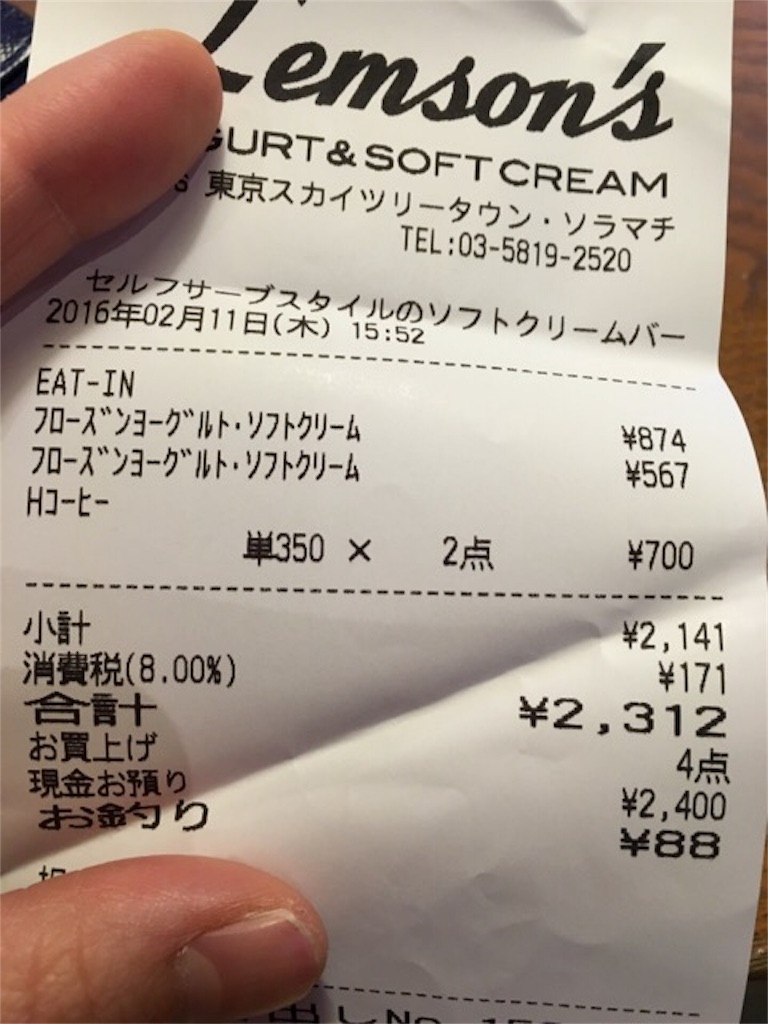 Lemson's
GURT&SOFTCREAM
s 東京スカイツリータウン・ソラマチ
TEL:03-5819-2520
セルフサーブスタイルのソフトクリームバー
2016年02月11日(木) 15:52
EAT-IN
フローズンヨーグルト・ソフトクリーム ¥874
フローズンヨーグルト・ソフトクリーム ¥567
Hコーヒー
単350 × 2点 ¥700
小計 ¥2,141
消費税(8.00%) ¥171
合計 ¥2,312
お買上げ 4点
現金お預り ¥2,400
お釣り ¥88